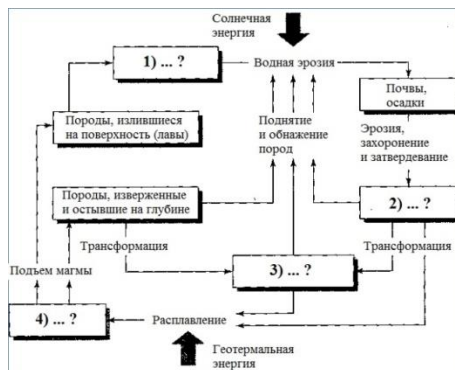 Солнечная
энергия
1) ... ?
Водная эрозия
Почвы,
осадки
Породы, излившиеся
на поверхность (лавы)
Поднятие
и обнажение
пород
Эрозия,
захоронение
и затвердевание
Породы, изверженные
и остывшие на глубине
2) ... ?
Трансформация
Трансформация
Подъем магмы
3) ... ?
4) ... ?
Расплавление
Геотермальная
энергия